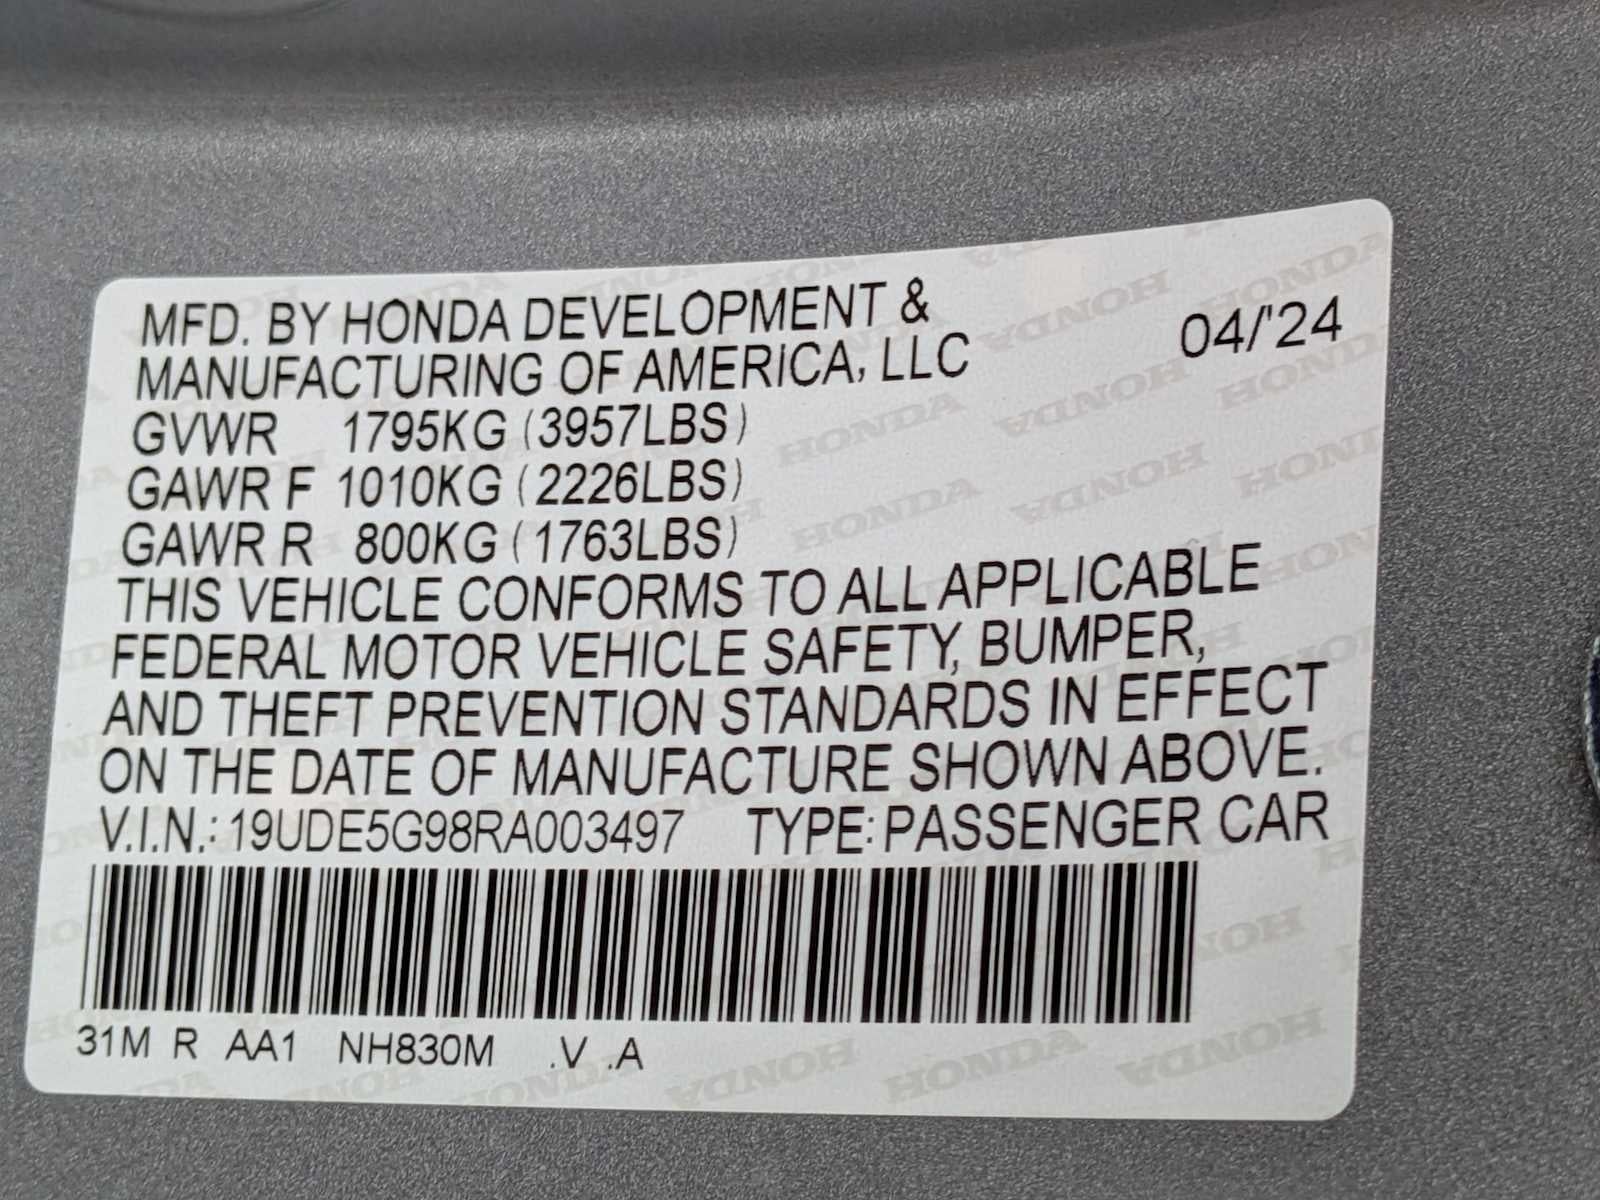 MFD. BY HONDA DEVELOPMENT &
MANUFACTURING OF AMERICA, LLC 04/'24
GVWR 1795KG (3957LBS)
GAWR F 1010KG (2226LBS)
GAWR R 800KG (1763LBS)
THIS VEHICLE CONFORMS TO ALL APPLICABLE
FEDERAL MOTOR VEHICLE SAFETY, BUMPER,
AND THEFT PREVENTION STANDARDS IN EFFECT
ON THE DATE OF MANUFACTURE SHOWN ABOVE.
V.I.N.: 19UDE5G98RA003497 TYPE: PASSENGER CAR
31M R AA1 NH830M .V .A